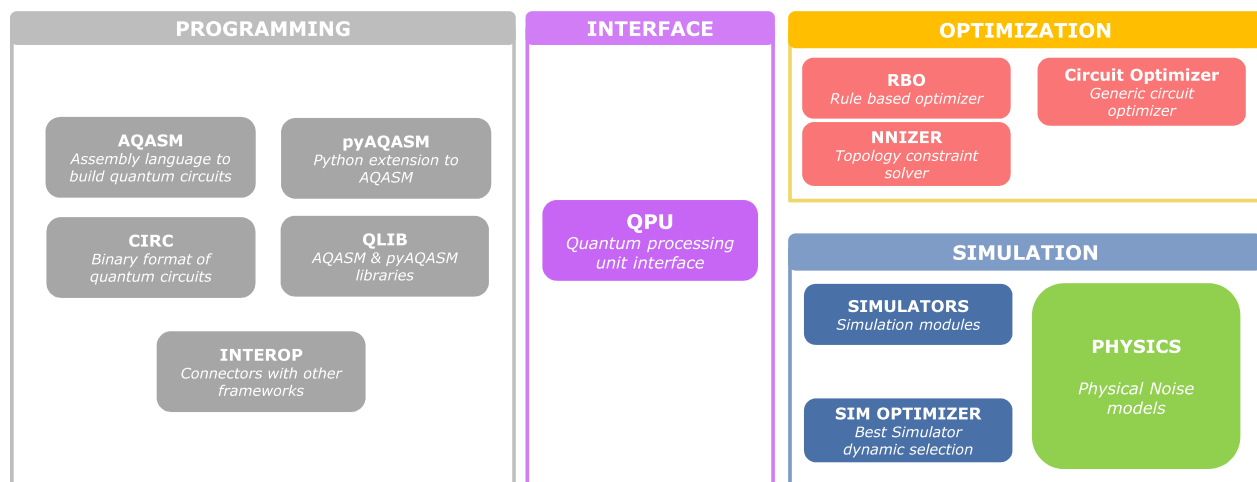 PROGRAMMING
AQASM
Assembly language to
build quantum circuits
pyAQASM
Python extension to
AQASM
CIRC
Binary format of
quantum circuits
QLIB
AQASM & pyAQASM
libraries
INTEROP
Connectors with other
frameworks
INTERFACE
QPU
Quantum processing
unit interface
OPTIMIZATION
RBO
Rule based optimizer
Circuit Optimizer
Generic circuit
optimizer
NNIZER
Topology constraint
solver
SIMULATION
SIMULATORS
Simulation modules
SIM OPTIMIZER
Best Simulator
dynamic selection
PHYSICS
Physical Noise
models